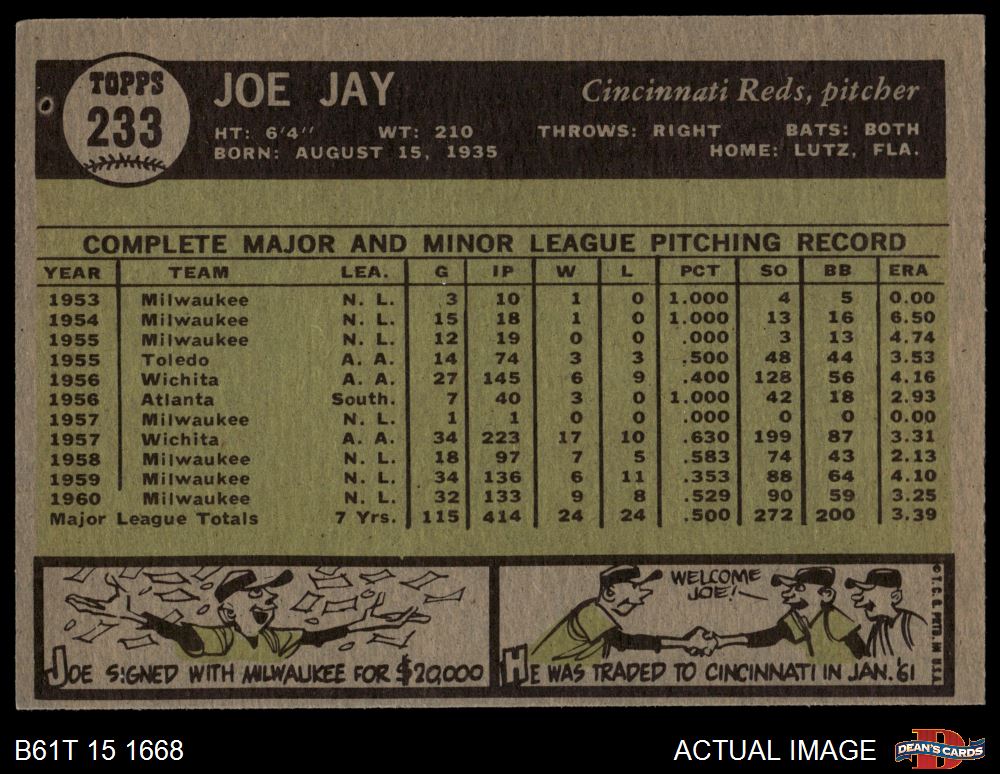 TOPPS
233
JOE JAY
Cincinnati Reds, pitcher
HT: 6'4" WT: 210 THROWS: RIGHT BATS: BOTH
BORN: AUGUST 15, 1935 HOME: LUTZ, FLA.
COMPLETE MAJOR AND MINOR LEAGUE PITCHING RECORD
YEAR TEAM LEA. G IP W L PCT SO BB ERA
1953 Milwaukee N. L. 3 10 1 0 1.000 4 5 0.00
1954 Milwaukee N. L. 15 18 1 0 1.000 13 16 6.50
1955 Milwaukee N. L. 12 19 0 0 .000 3 13 4.74
1955 Toledo A. A. 14 74 3 3 .500 48 44 3.53
1956 Wichita A. A. 27 145 6 9 .400 128 56 4.16
1956 Atlanta South. 7 40 3 0 1.000 42 18 2.93
1957 Milwaukee N. L. 1 1 0 0 .000 0 0 0.00
1957 Wichita A. A. 34 223 17 10 .630 199 87 3.31
1958 Milwaukee N. L. 18 97 7 5 .583 74 43 2.13
1959 Milwaukee N. L. 34 136 6 11 .353 88 64 4.10
1960 Milwaukee N. L. 32 133 9 8 .529 90 59 3.25
Major League Totals 7 Yrs. 115 414 24 24 .500 272 200 3.39
JOE SIGNED WITH MILWAUKEE FOR $20,000
WELCOME
JOE!
HE WAS TRADED TO CINCINNATI IN JAN. '61
© T. C. G. PRTD. IN U.S.A.
B61T 15 1668
ACTUAL IMAGE
D
DEAN'S CARDS